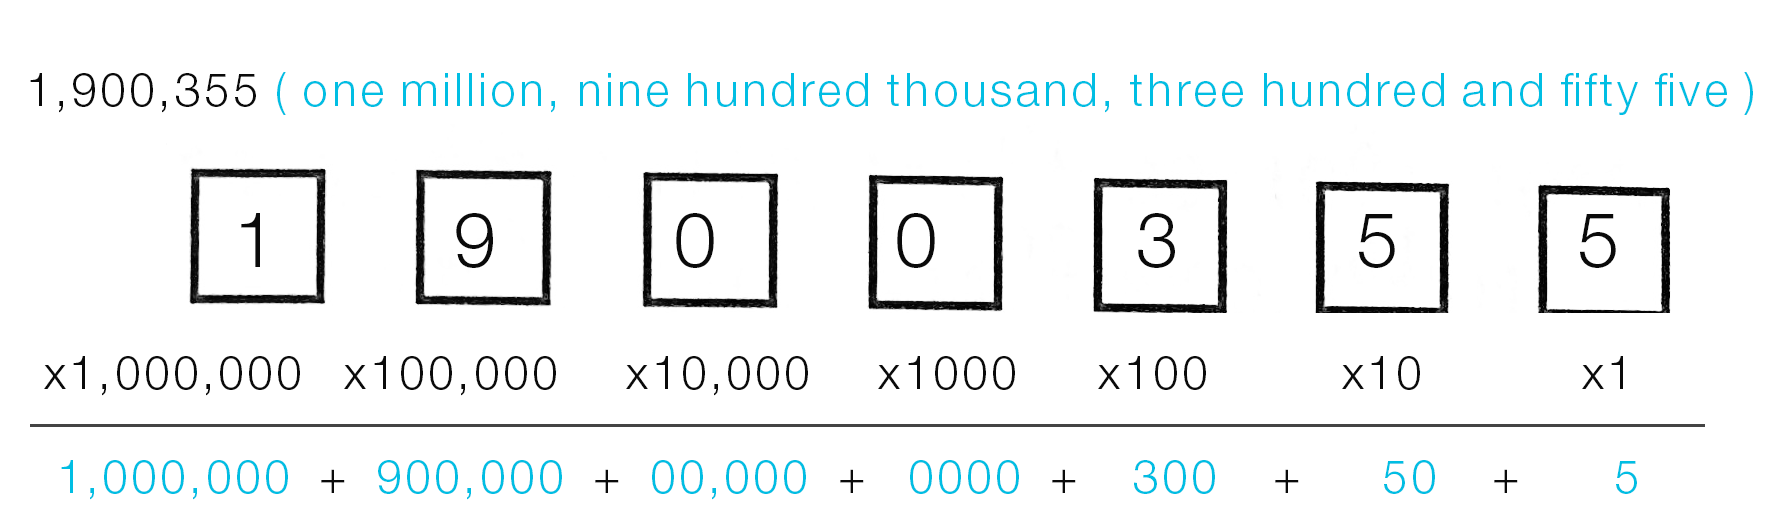 1,900,355 ( one million, nine hundred thousand, three hundred and fifty five )
1 9 0 0 3 5 5
x1,000,000 x100,000 x10,000 x1000 x100 x10 x1
1,000,000 + 900,000 + 00,000 + 0000 + 300 + 50 + 5